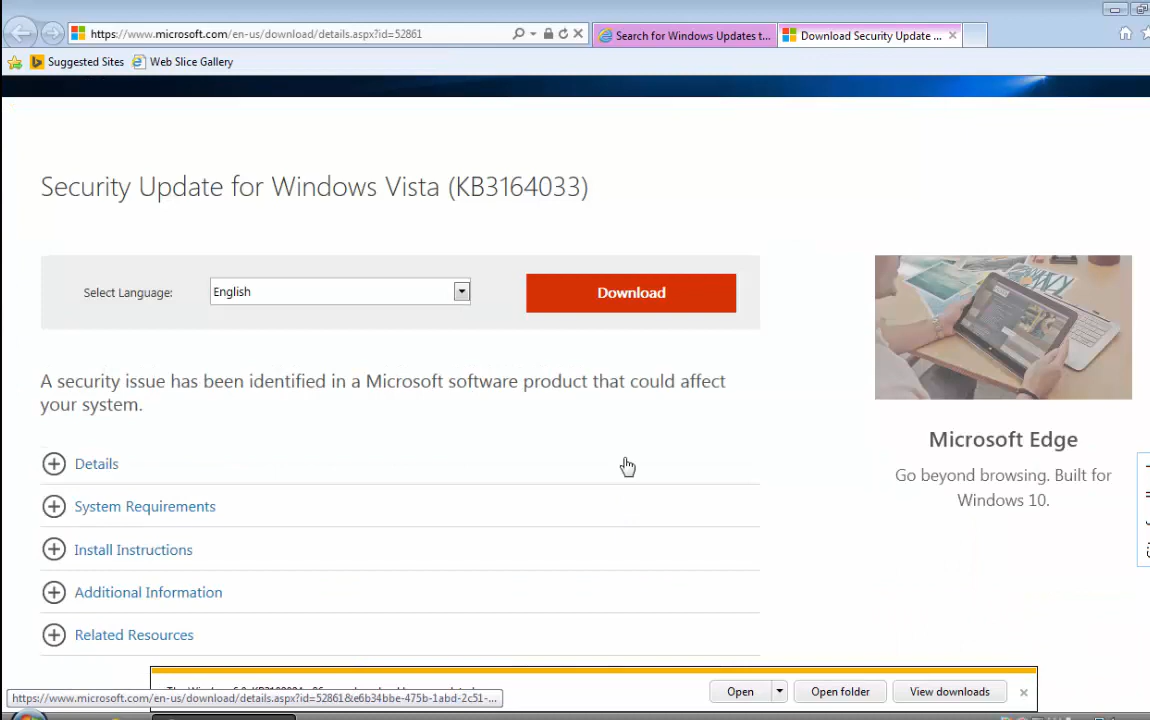 https://www.microsoft.com/en-us/download/details.aspx?id=52861
Search for Windows Updates t...
Download Security Update ...
Suggested Sites
Web Slice Gallery
Security Update for Windows Vista (KB3164033)
Select Language:
English
Download
A security issue has been identified in a Microsoft software product that could affect
your system.
Details
System Requirements
Install Instructions
Additional Information
Related Resources
Microsoft Edge
Go beyond browsing. Built for
Windows 10.
Open
Open folder
View downloads
https://www.microsoft.com/en-us/download/details.aspx?id=52861&e6b34bbe-475b-1abd-2c51-...